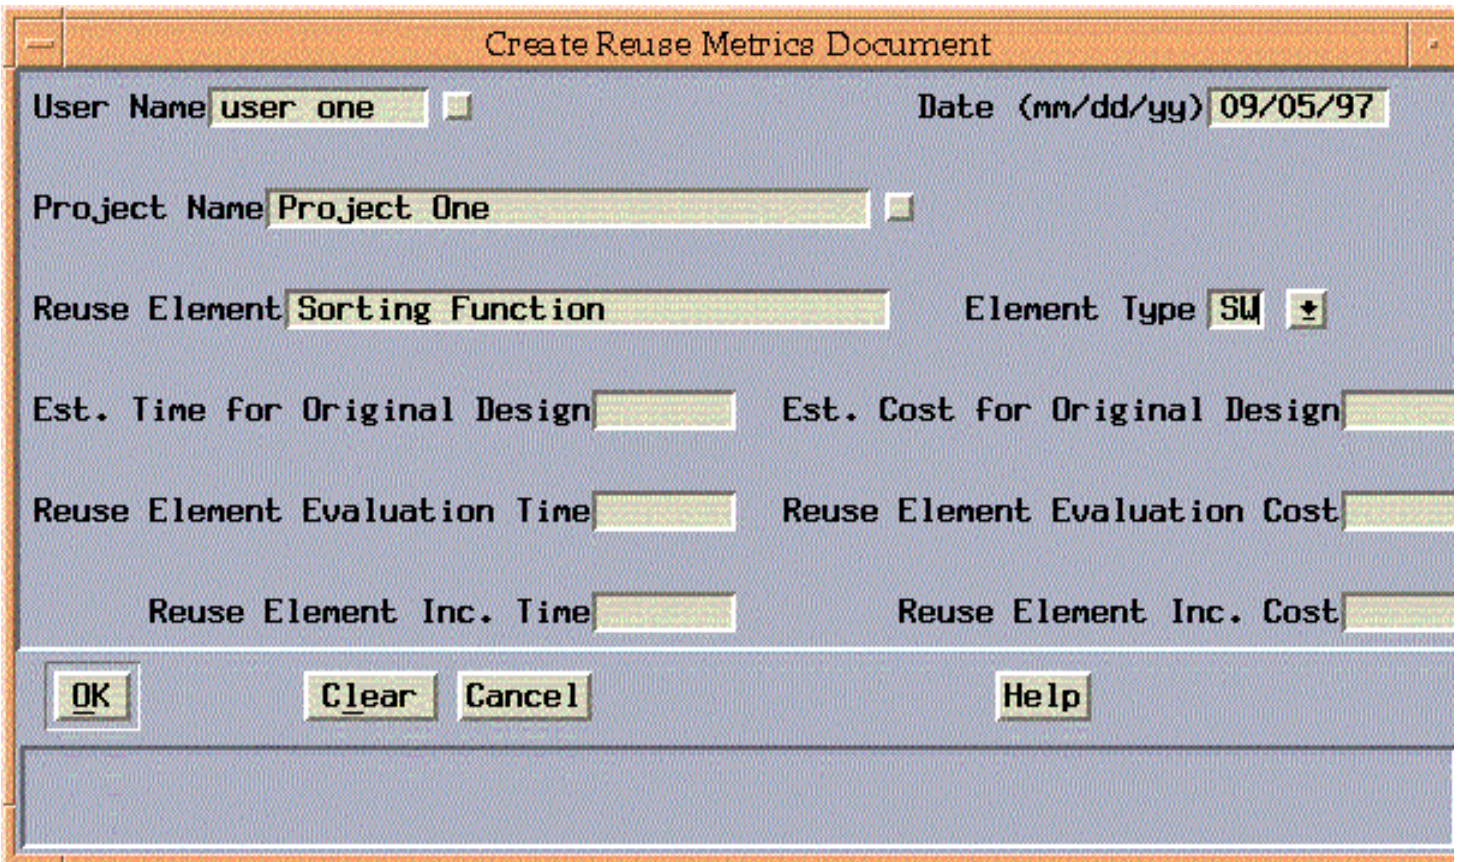 Create Reuse Metrics Document
User Name user one Date (mm/dd/yy) 09/05/97
Project Name Project One
Reuse Element Sorting Function Element Type SW
Est. Time for Original Design Est. Cost for Original Design
Reuse Element Evaluation Time Reuse Element Evaluation Cost
Reuse Element Inc. Time Reuse Element Inc. Cost
OK Clear Cancel Help